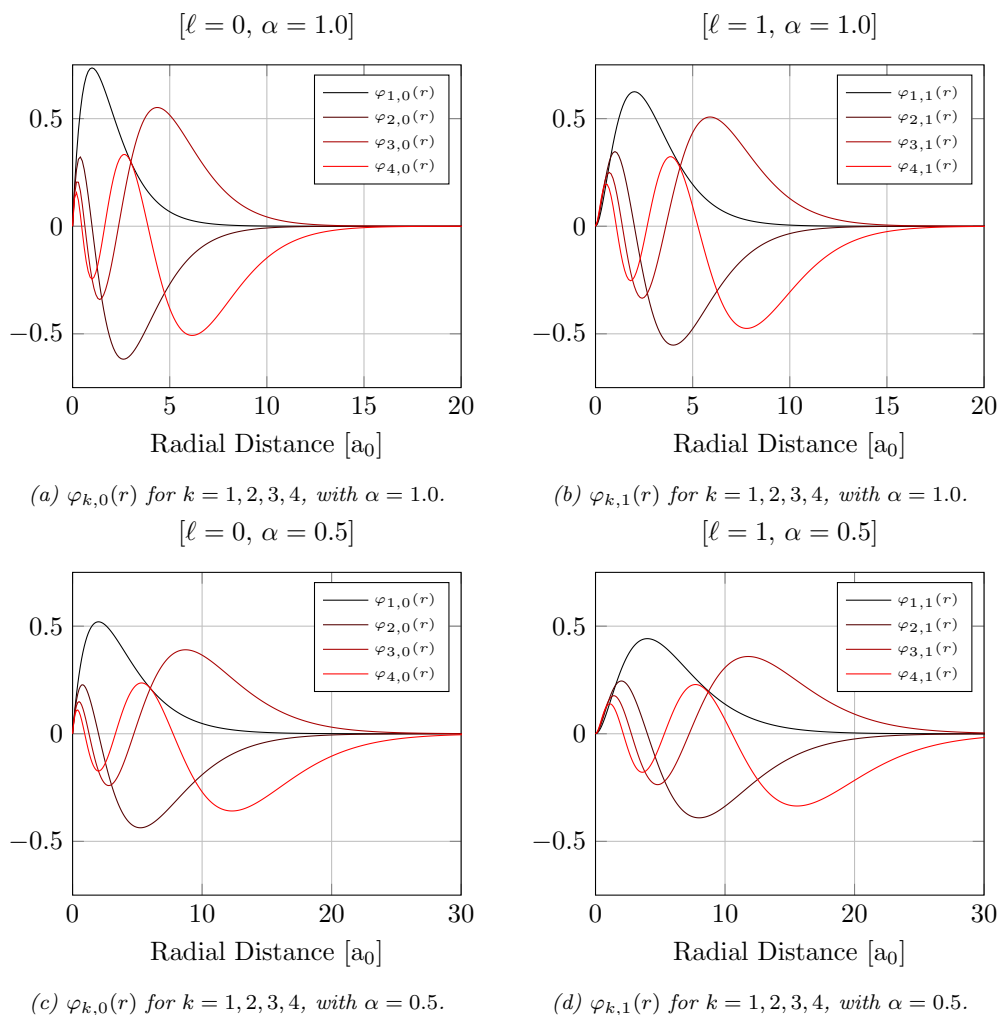 [ℓ = 0, α = 1.0]
0.5
0
−0.5
0 5 10 15 20
φ1,0(r)
φ2,0(r)
φ3,0(r)
φ4,0(r)
Radial Distance [a0]
(a) φk,0(r) for k = 1, 2, 3, 4, with α = 1.0.
[ℓ = 1, α = 1.0]
0.5
0
−0.5
0 5 10 15 20
φ1,1(r)
φ2,1(r)
φ3,1(r)
φ4,1(r)
Radial Distance [a0]
(b) φk,1(r) for k = 1, 2, 3, 4, with α = 1.0.
[ℓ = 0, α = 0.5]
0.5
0
−0.5
0 10 20 30
φ1,0(r)
φ2,0(r)
φ3,0(r)
φ4,0(r)
Radial Distance [a0]
(c) φk,0(r) for k = 1, 2, 3, 4, with α = 0.5.
[ℓ = 1, α = 0.5]
0.5
0
−0.5
0 10 20 30
φ1,1(r)
φ2,1(r)
φ3,1(r)
φ4,1(r)
Radial Distance [a0]
(d) φk,1(r) for k = 1, 2, 3, 4, with α = 0.5.